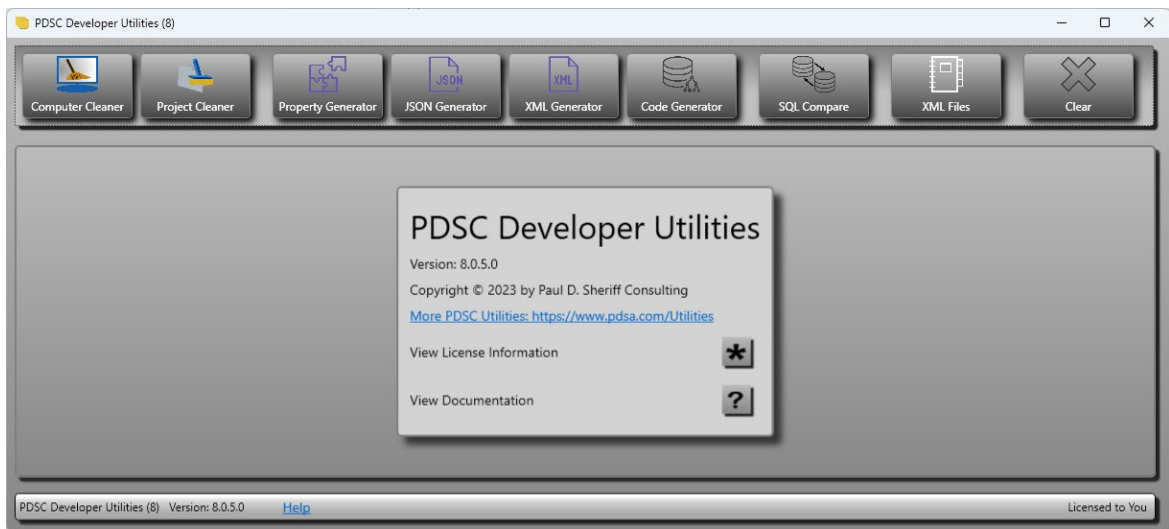 PDSC Developer Utilities (8)
JSON
XML
Computer Cleaner
Project Cleaner
Property Generator
JSON Generator
XML Generator
Code Generator
SQL Compare
XML Files
Clear
PDSC Developer Utilities
Version: 8.0.5.0
Copyright © 2023 by Paul D. Sheriff Consulting
More PDSC Utilities: https://www.pdsa.com/Utilities
View License Information
*
View Documentation
?
PDSC Developer Utilities (8) Version: 8.0.5.0 Help Licensed to You